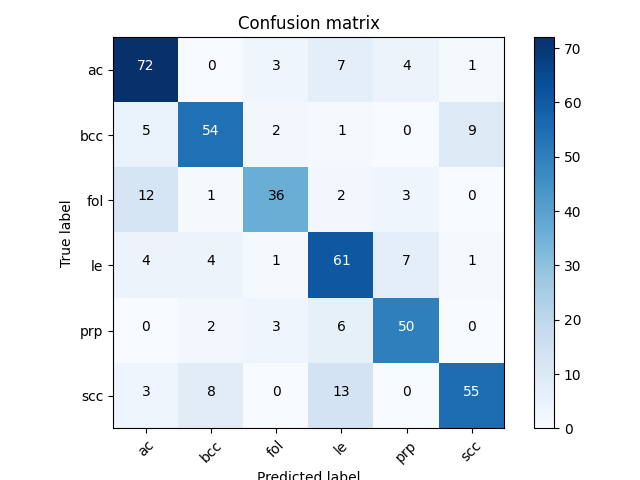 Confusion matrix
True label
ac 72 0 3 7 4 1
bcc 5 54 2 1 0 9
fol 12 1 36 2 3 0
le 4 4 1 61 7 1
prp 0 2 3 6 50 0
scc 3 8 0 13 0 55
ac bcc fol le prp scc
Predicted label
70
60
50
40
30
20
10
0